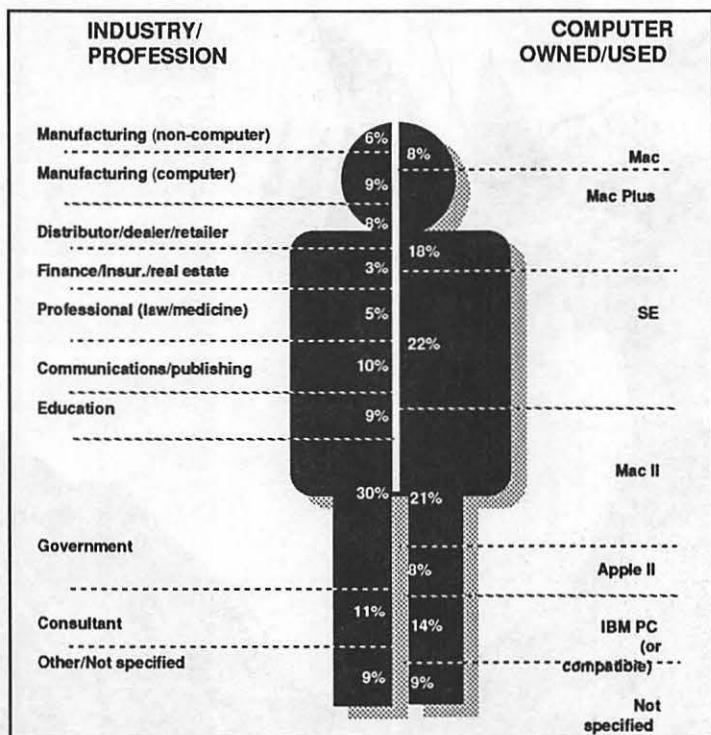 INDUSTRY/
PROFESSION
COMPUTER
OWNED/USED
Manufacturing (non-computer)
6%
8%
Mac
Manufacturing (computer)
9%
Mac Plus
Distributor/dealer/retailer
8%
18%
Finance/Insur./real estate
3%
Professional (law/medicine)
5%
SE
22%
Communications/publishing
10%
Education
9%
Mac II
30%
21%
Government
8%
Apple II
Consultant
11%
14%
IBM PC
(or
compatible)
Other/Not specified
9%
9%
Not
specified